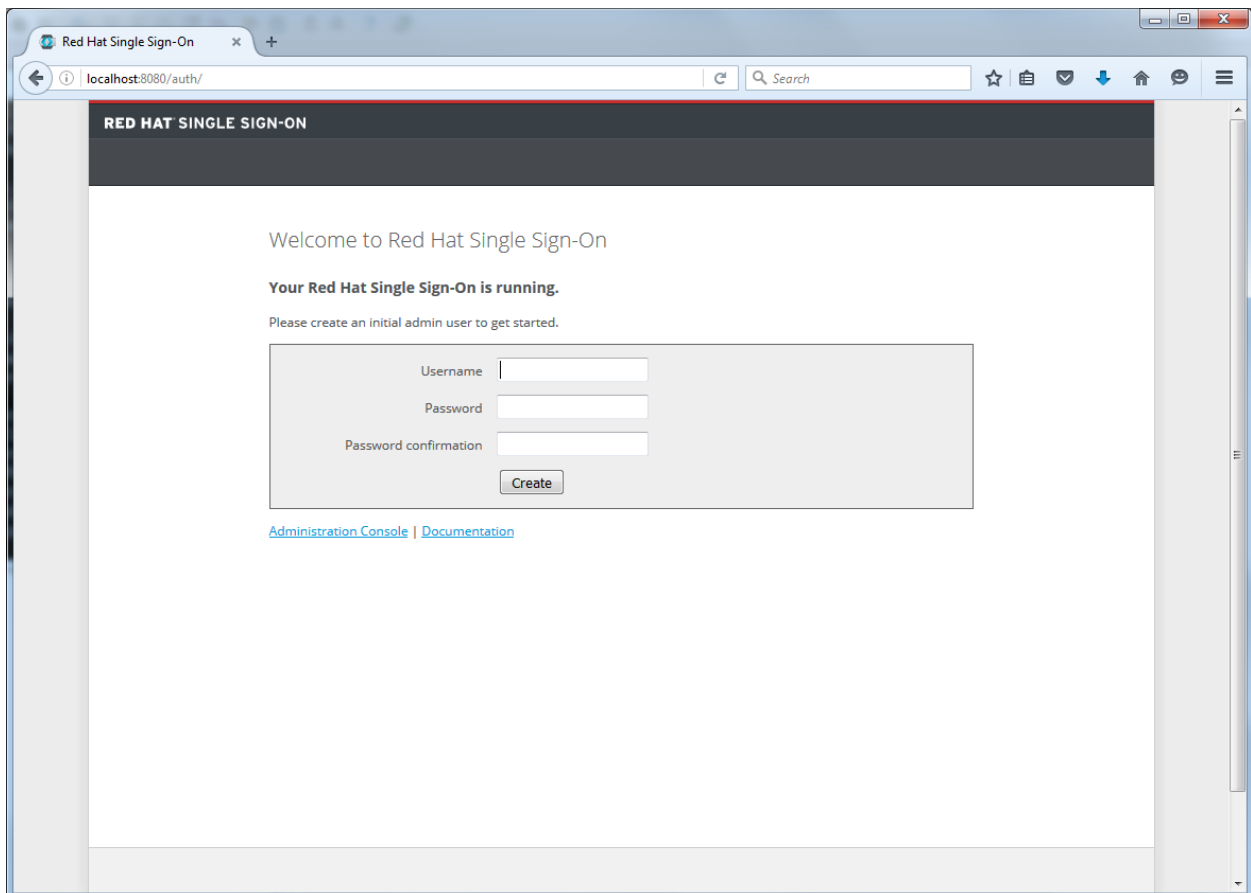 Red Hat Single Sign-On
localhost:8080/auth/
Search
RED HAT SINGLE SIGN-ON
Welcome to Red Hat Single Sign-On
Your Red Hat Single Sign-On is running.
Please create an initial admin user to get started.
Username
Password
Password confirmation
Create
Administration Console | Documentation